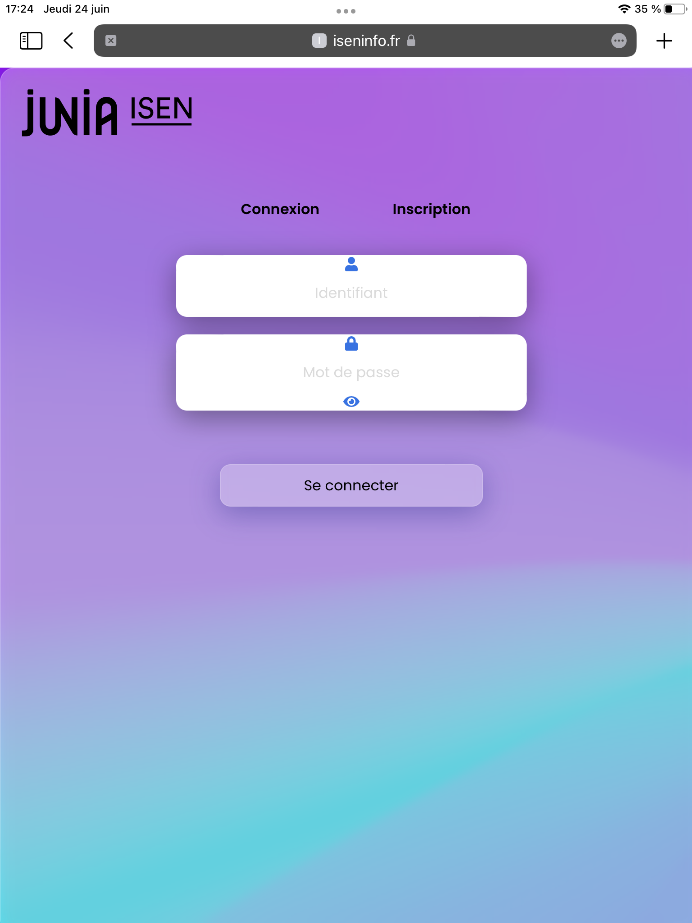 17:24 Jeudi 24 juin 35 %
I iseninfo.fr
JUNIA ISEN
Connexion Inscription
Identifiant
Mot de passe
Se connecter